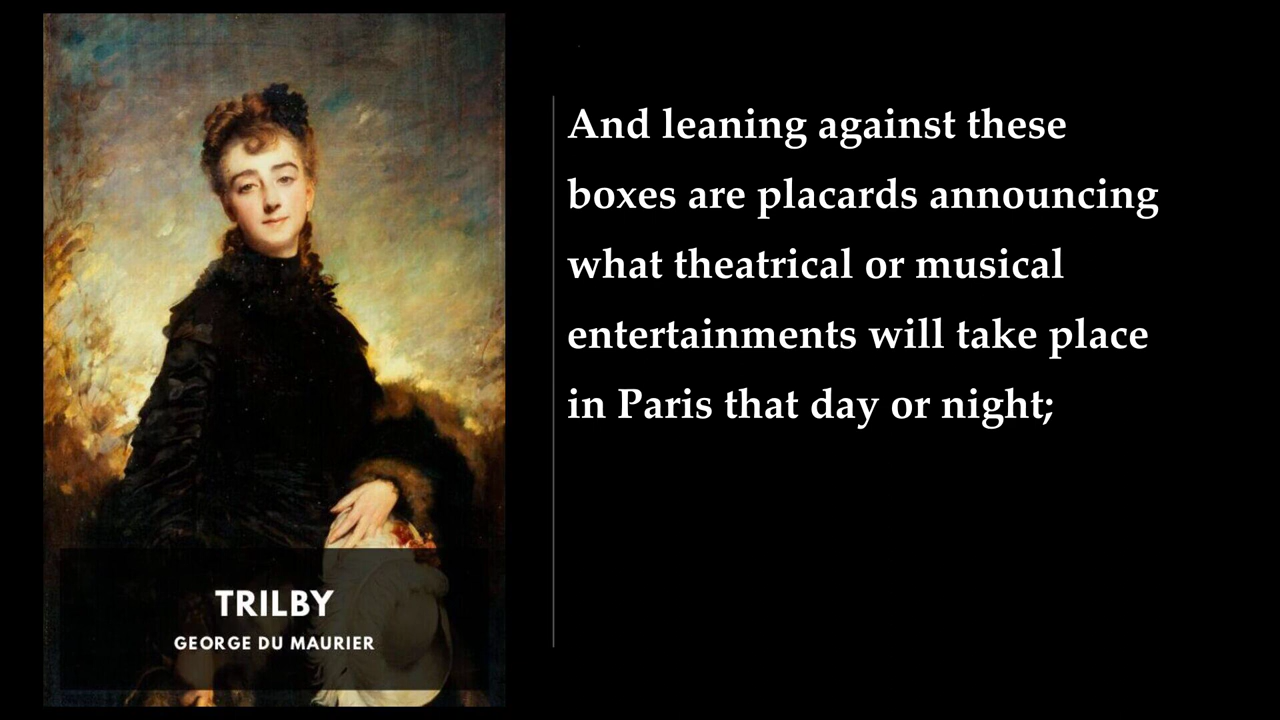 TRILBY
GEORGE DU MAURIER
And leaning against these
boxes are placards announcing
what theatrical or musical
entertainments will take place
in Paris that day or night;